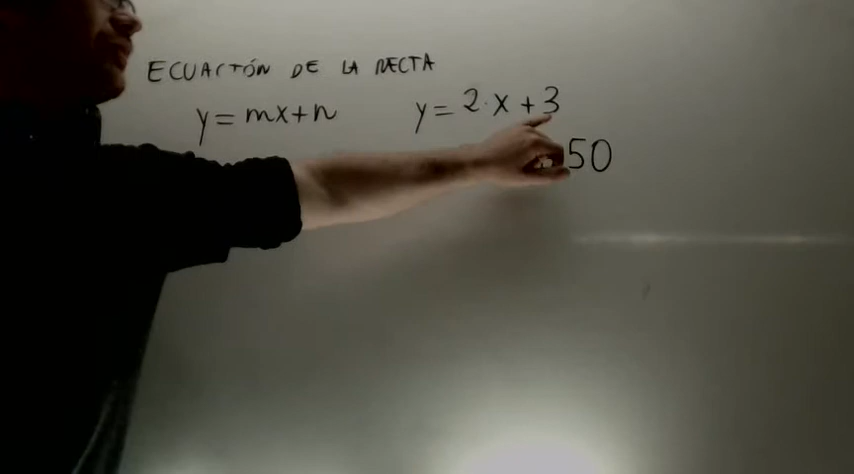 ECUACIÓN DE LA RECTA
y = mx + n y = 2·x + 3
50